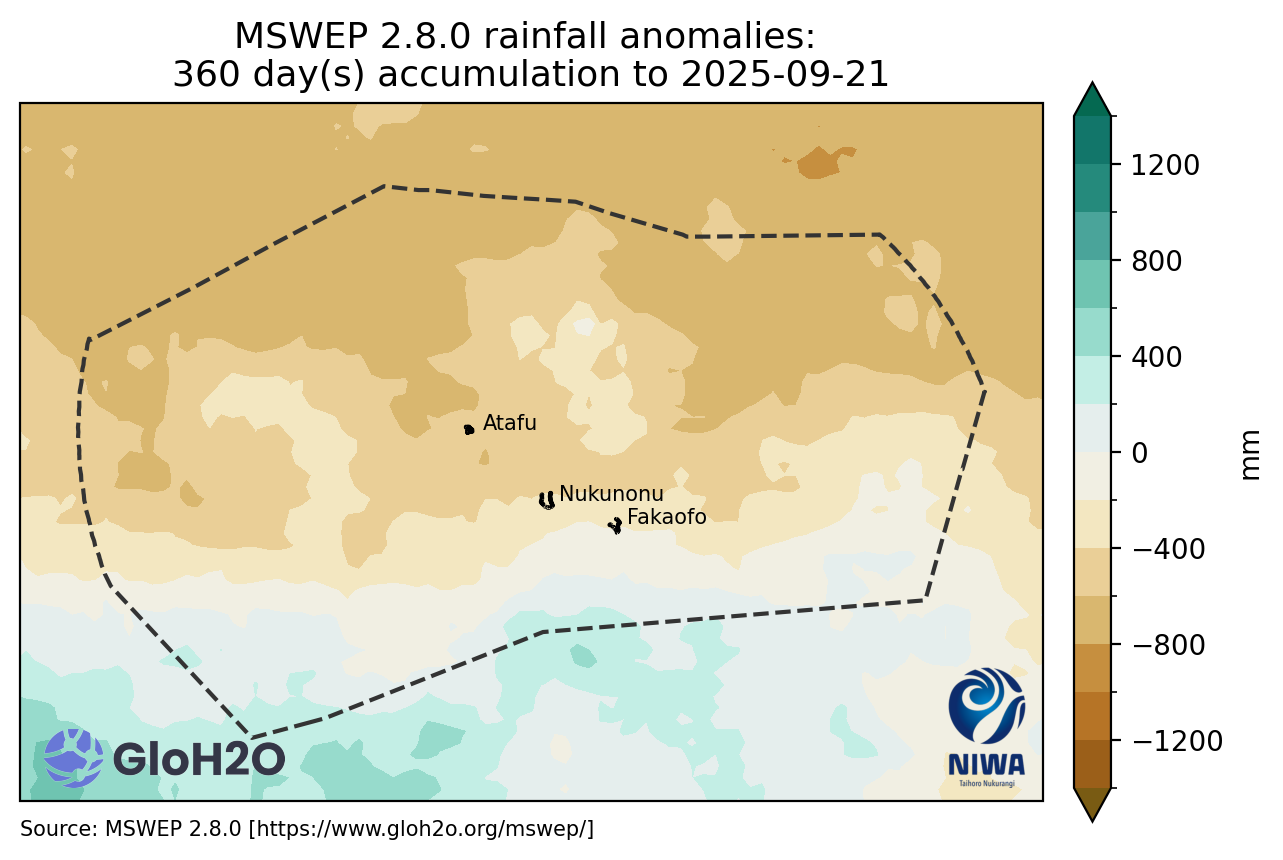 MSWEP 2.8.0 rainfall anomalies:
360 day(s) accumulation to 2025-09-21
1200
800
400
0
−400
−800
−1200
mm
Atafu
Nukunonu
Fakaofo
GloH2O
NIWA
Taihoro Nukurangi
Source: MSWEP 2.8.0 [https://www.gloh2o.org/mswep/]